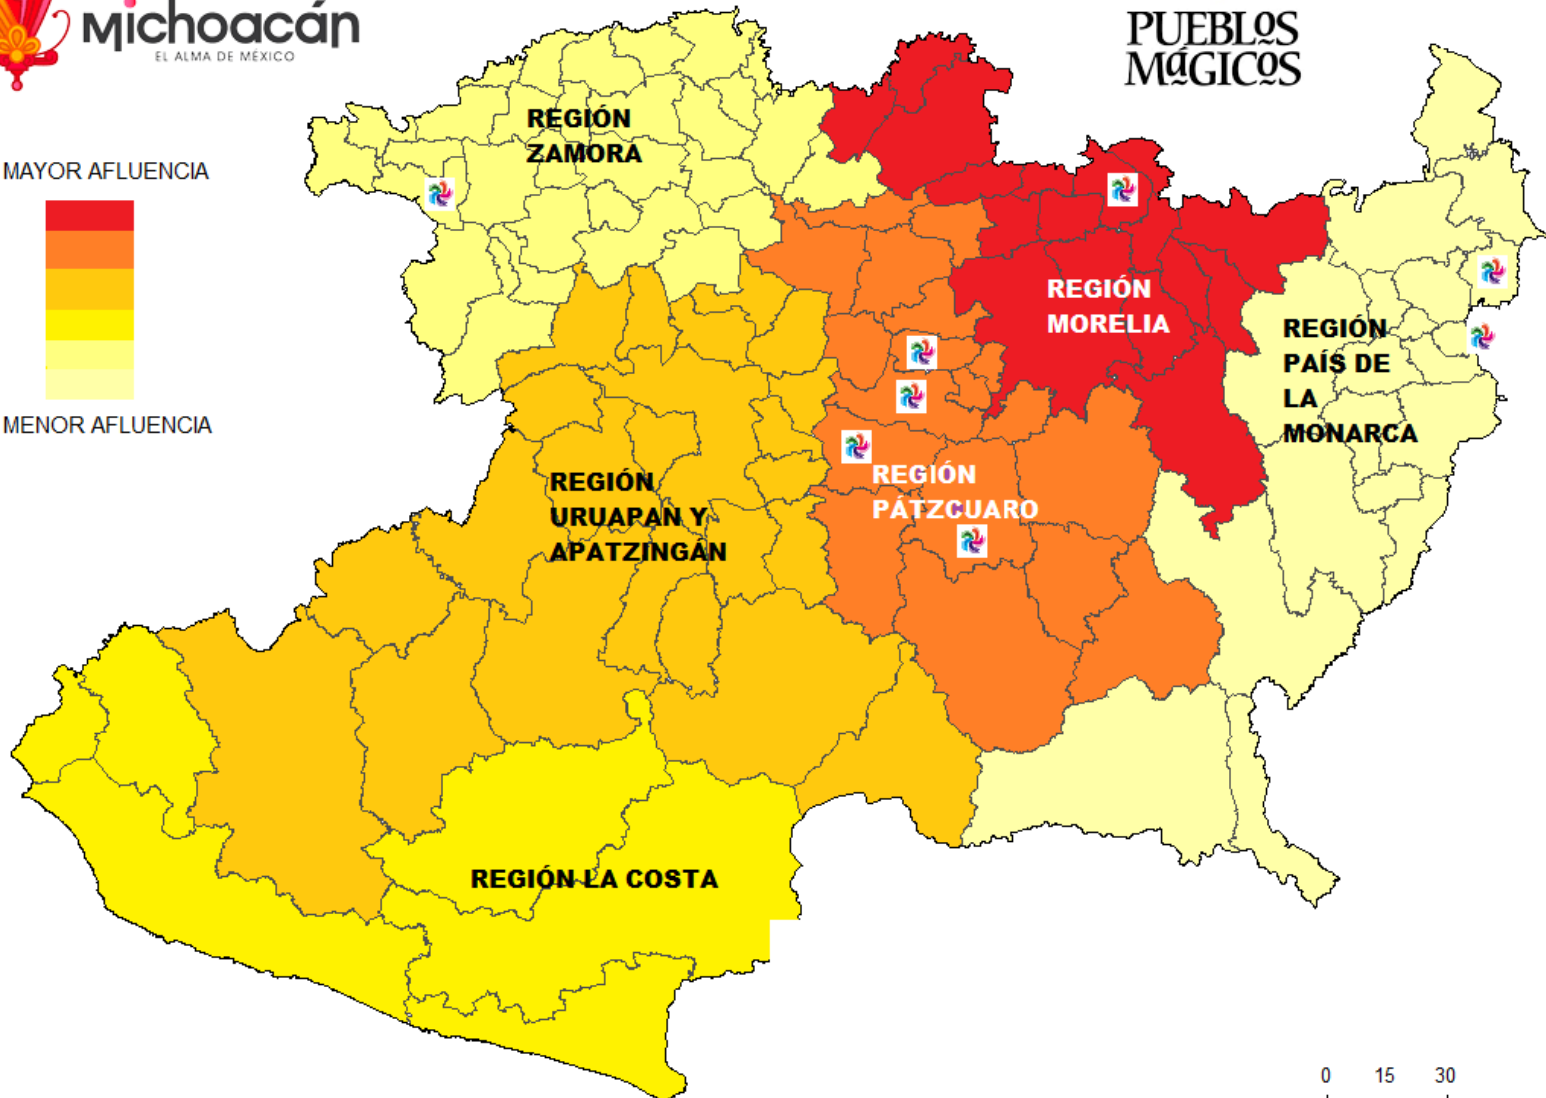 Michoacán
EL ALMA DE MÉXICO
PUEBLOS
MÁGICOS
MAYOR AFLUENCIA
MENOR AFLUENCIA
REGIÓN
ZAMORA
REGIÓN
MORELIA
REGIÓN
PAÍS DE
LA
MONARCA
REGIÓN
PÁTZCUARO
REGIÓN
URUAPAN Y
APATZINGÁN
REGIÓN LA COSTA
0 15 30